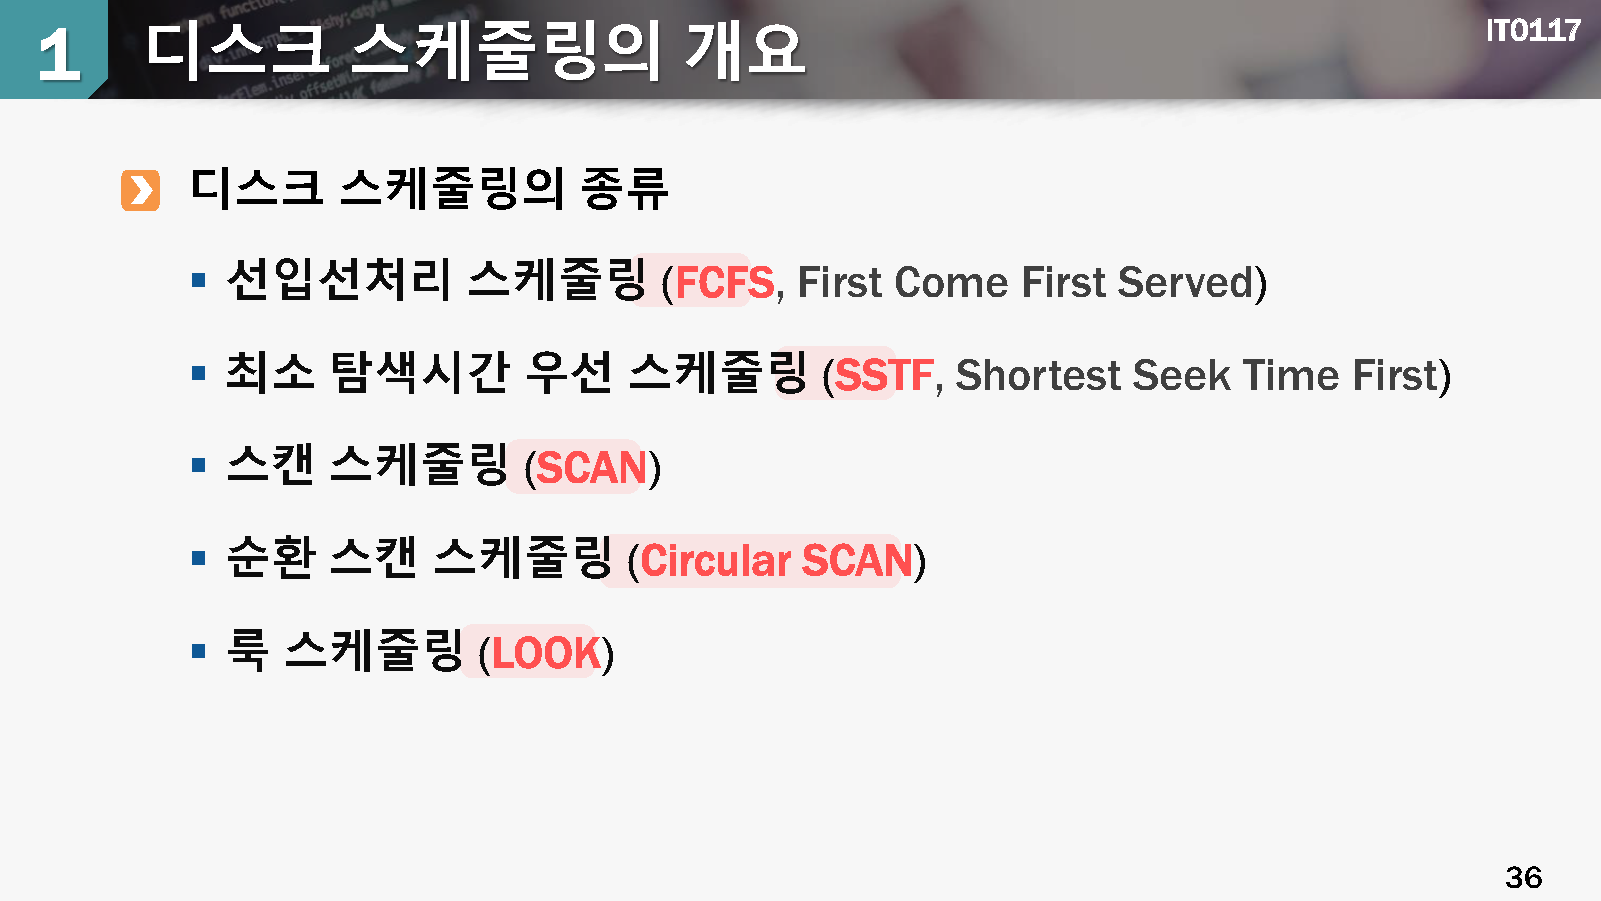 1 디스크 스케줄링의 개요
IT0117
디스크 스케줄링의 종류
▪ 선입선처리 스케줄링 (FCFS, First Come First Served)
▪ 최소 탐색시간 우선 스케줄링 (SSTF, Shortest Seek Time First)
▪ 스캔 스케줄링 (SCAN)
▪ 순환 스캔 스케줄링 (Circular SCAN)
▪ 룩 스케줄링 (LOOK)
36